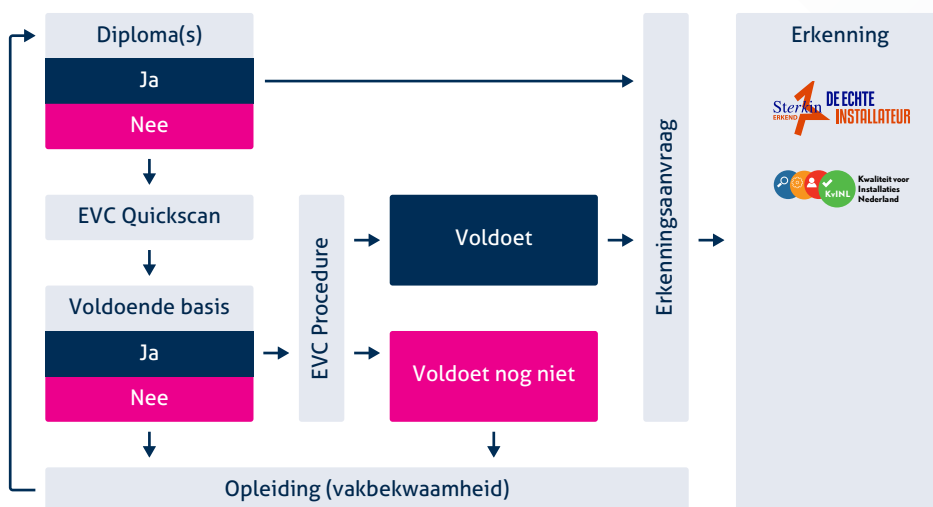 Diploma(s)
Ja
Nee
EVC Quickscan
Voldoende basis
Ja
Nee
EVC Procedure
Voldoet
Voldoet nog niet
Opleiding (vakbekwaamheid)
Erkenningsaanvraag
Erkenning
Sterkin
ERKEND
DE ECHTE
INSTALLATEUR
KvINL
Kwaliteit voor
Installaties
Nederland